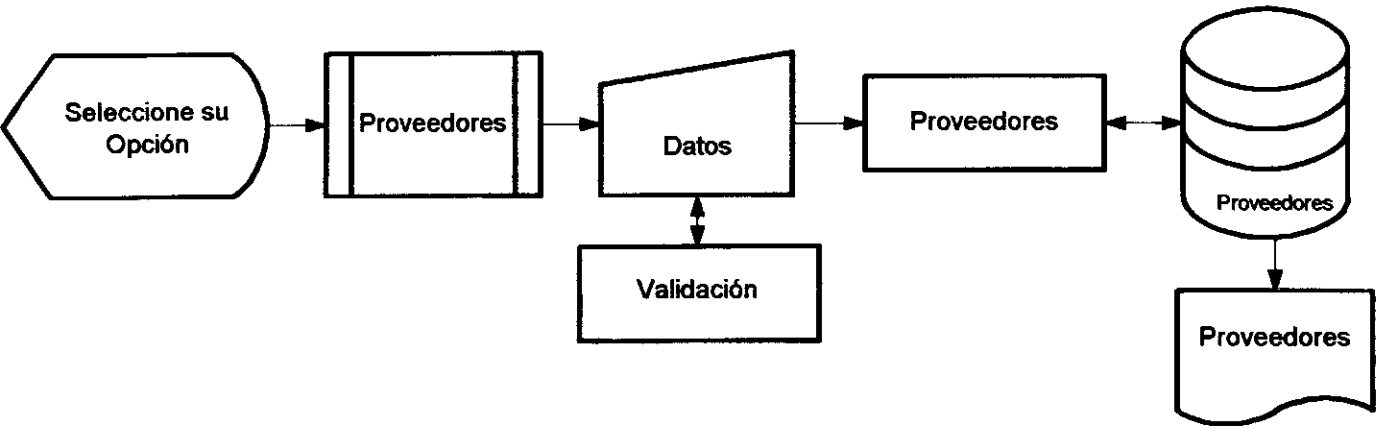 Seleccione su
Opción
Proveedores
Datos
Proveedores
Proveedores
Validación
Proveedores